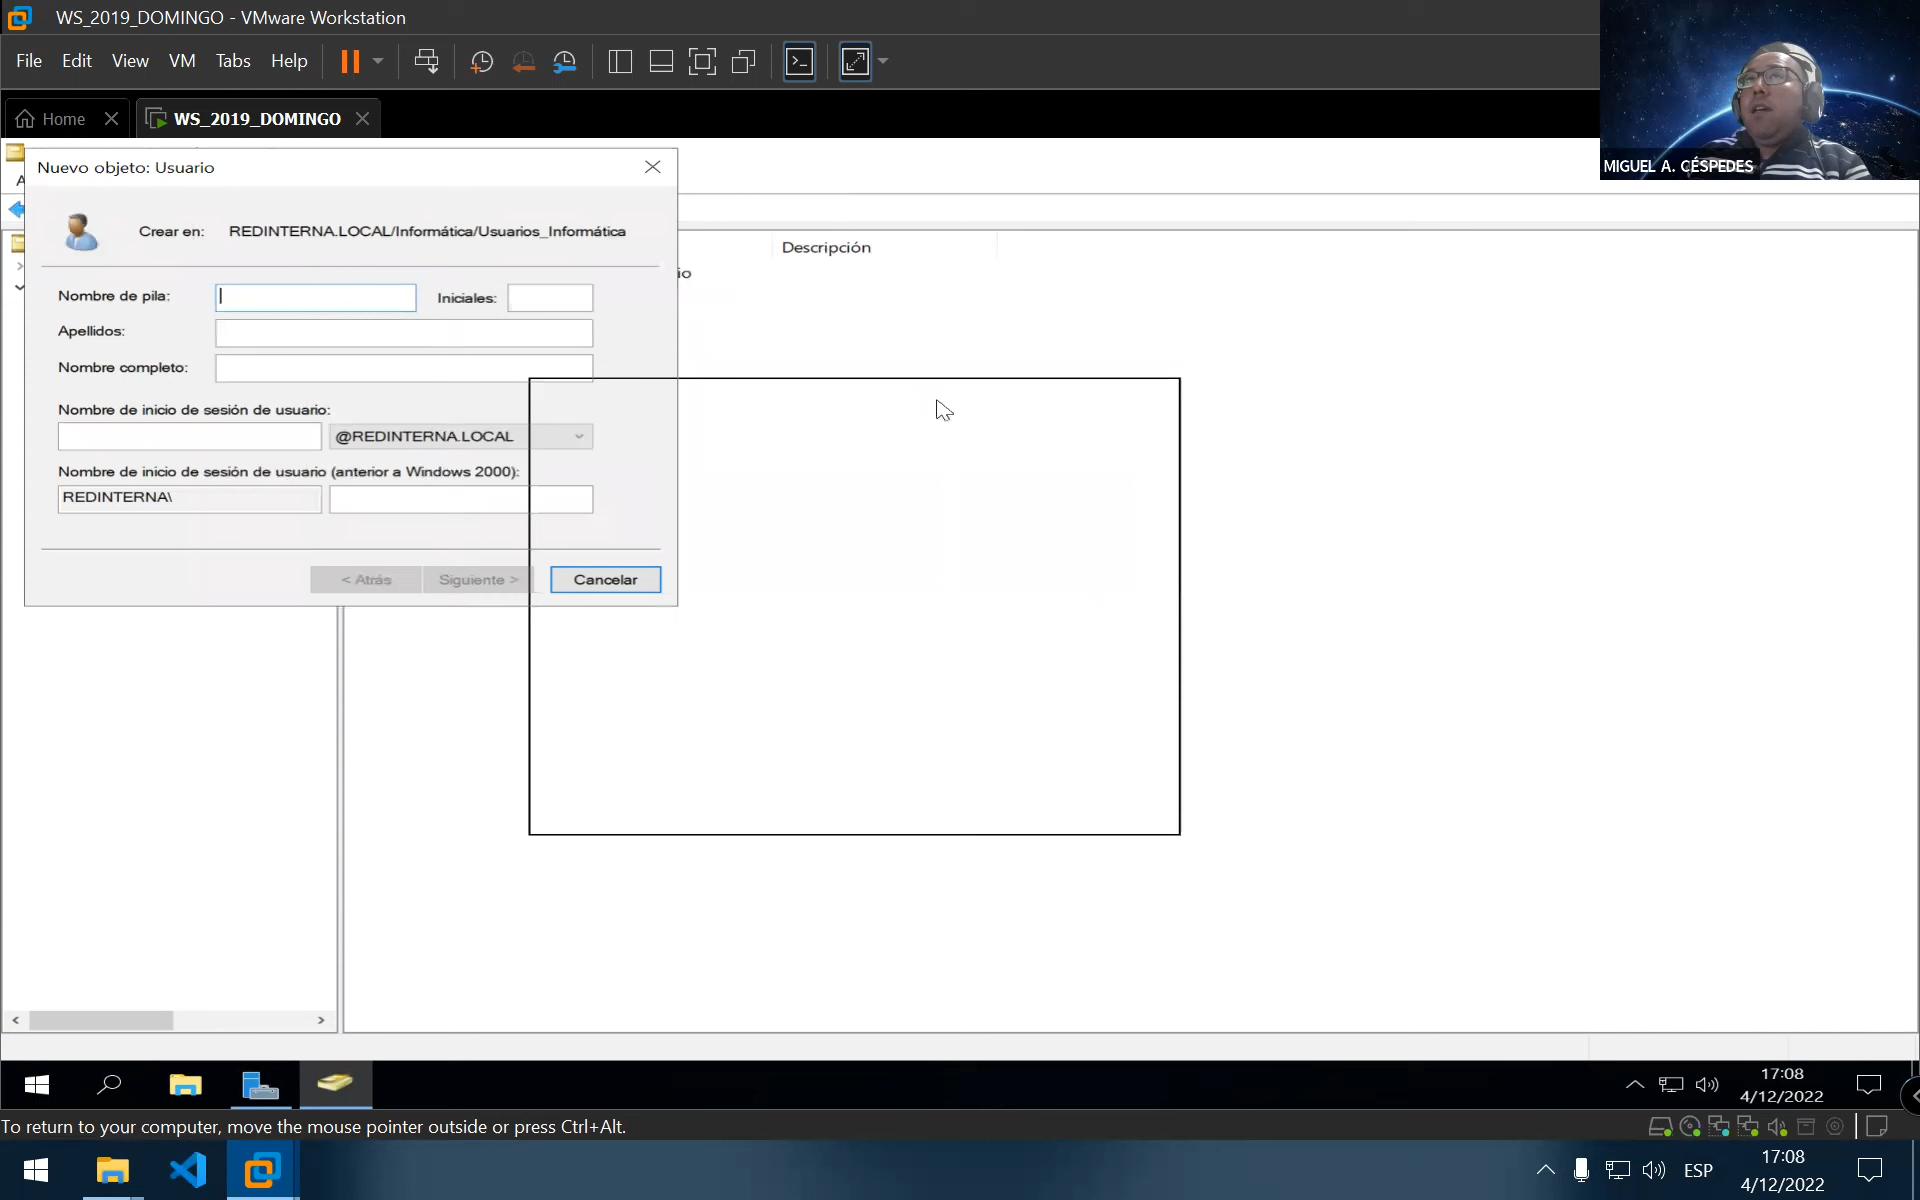 WS_2019_DOMINGO - VMware Workstation
File Edit View VM Tabs Help
Home
WS_2019_DOMINGO
MIGUEL A. CÉSPEDES
Nuevo objeto: Usuario
Crear en: REDINTERNA.LOCAL/Informática/Usuarios_Informática
Descripción
io
Nombre de pila:
Iniciales:
Apellidos:
Nombre completo:
Nombre de inicio de sesión de usuario:
@REDINTERNA.LOCAL
Nombre de inicio de sesión de usuario (anterior a Windows 2000):
REDINTERNA\
< Atrás
Siguiente >
Cancelar
17:08
4/12/2022
To return to your computer, move the mouse pointer outside or press Ctrl+Alt.
ESP
17:08
4/12/2022